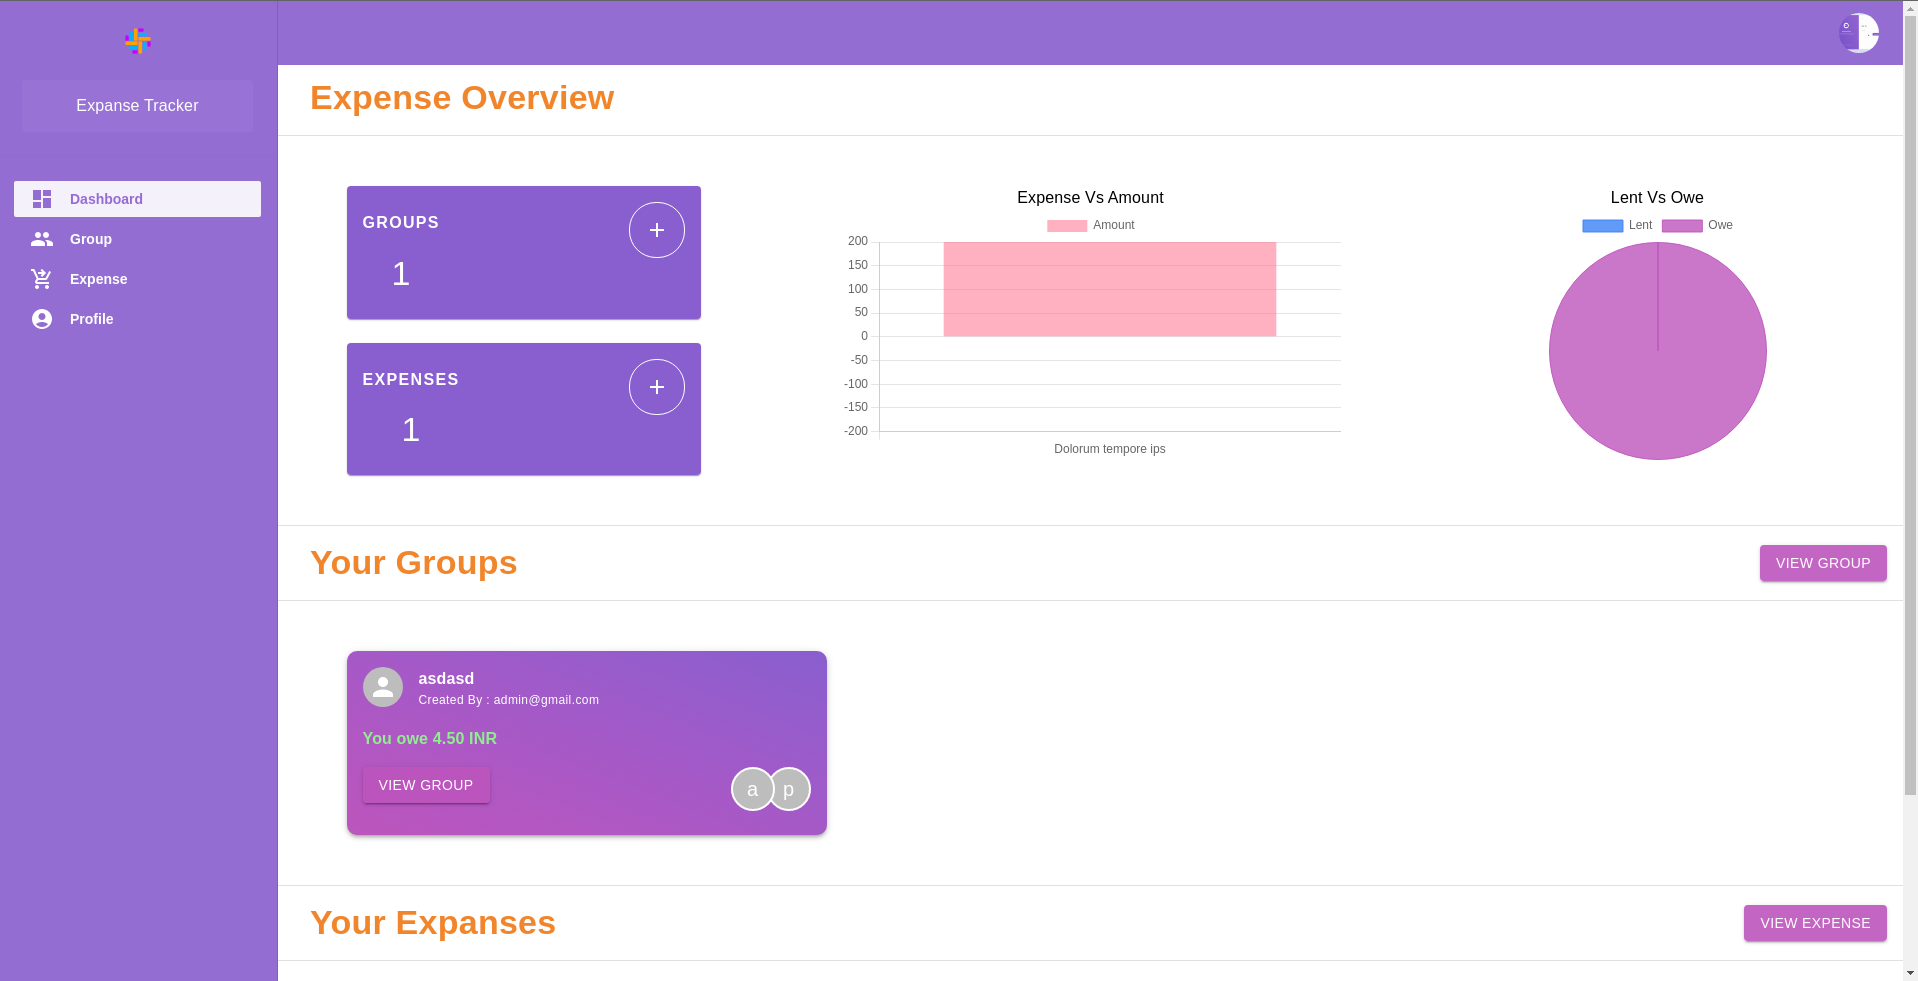 Expanse Tracker
Dashboard
Group
Expense
Profile
Expense Overview
GROUPS
1
EXPENSES
1
Expense Vs Amount
Amount
200
150
100
50
0
-50
-100
-150
-200
Dolorum tempore ips
Lent Vs Owe
Lent Owe
Your Groups
VIEW GROUP
asdasd
Created By : admin@gmail.com
You owe 4.50 INR
VIEW GROUP
a p
Your Expanses
VIEW EXPENSE